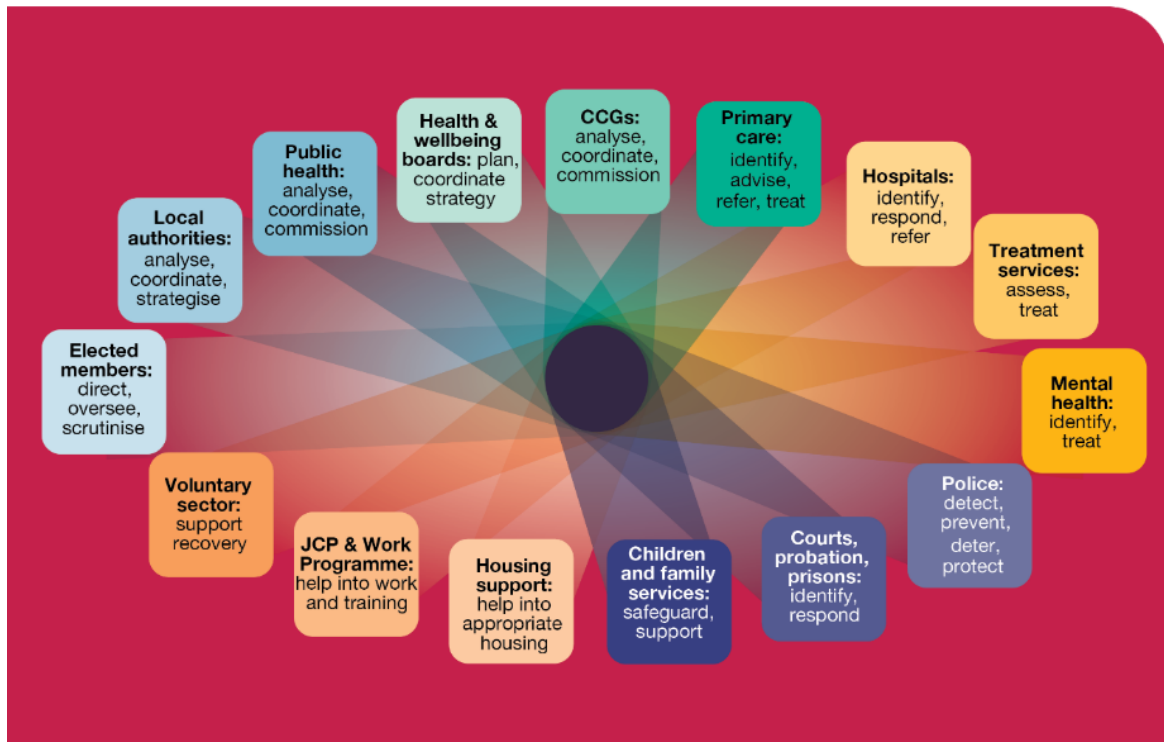 Health &
wellbeing
boards: plan,
coordinate
strategy
CCGs:
analyse,
coordinate,
commission
Primary
care:
identify,
advise,
refer, treat
Public
health:
analyse,
coordinate,
commission
Hospitals:
identify,
respond,
refer
Local
authorities:
analyse,
coordinate,
strategise
Treatment
services:
assess,
treat
Elected
members:
direct,
oversee,
scrutinise
Mental
health:
identify,
treat
Voluntary
sector:
support
recovery
JCP & Work
Programme:
help into work
and training
Housing
support:
help into
appropriate
housing
Children
and family
services:
safeguard,
support
Courts,
probation,
prisons:
identify,
respond
Police:
detect,
prevent,
deter,
protect